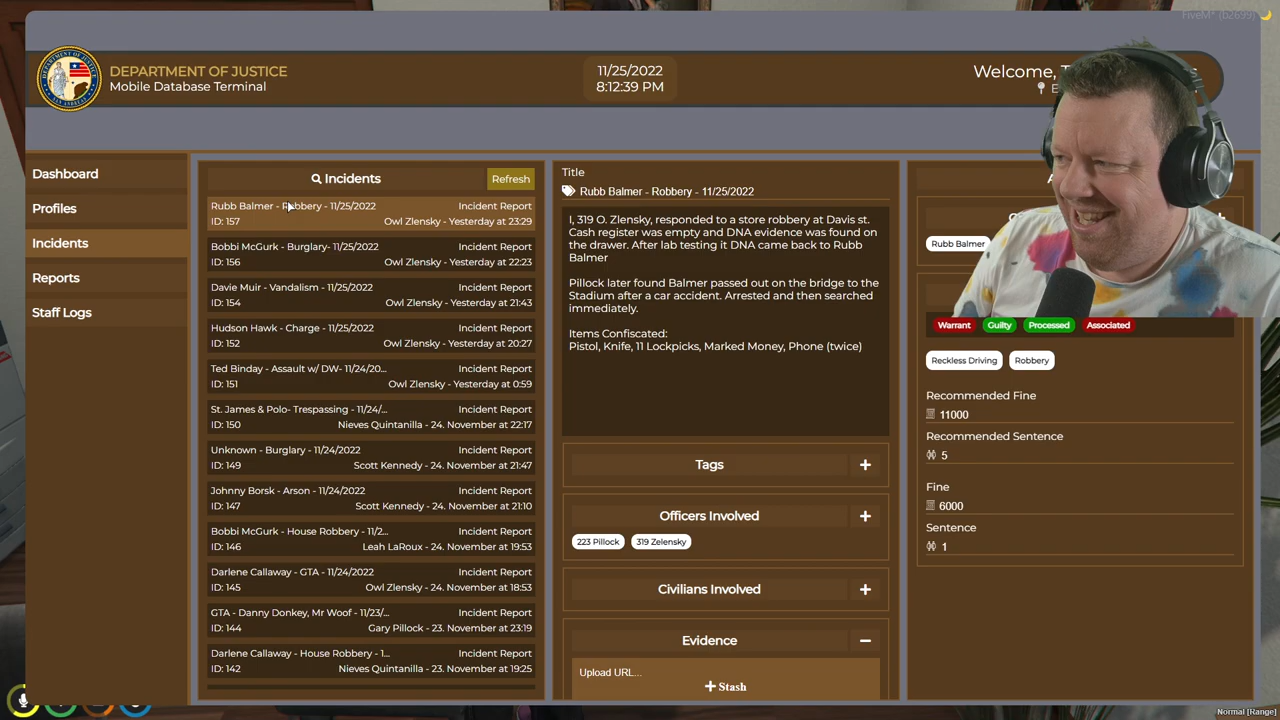 FiveM® (b2699)
DEPARTMENT OF JUSTICE
Mobile Database Terminal
11/25/2022
8:12:39 PM
Welcome, T
Dashboard
Profiles
Incidents
Reports
Staff Logs
Incidents
Refresh
Rubb Balmer - Robbery - 11/25/2022 Incident Report
ID: 157 Owl Zlensky - Yesterday at 23:29
Bobbi McGurk - Burglary- 11/25/2022 Incident Report
ID: 156 Owl Zlensky - Yesterday at 22:23
Davie Muir - Vandalism - 11/25/2022 Incident Report
ID: 154 Owl Zlensky - Yesterday at 21:43
Hudson Hawk - Charge - 11/25/2022 Incident Report
ID: 152 Owl Zlensky - Yesterday at 20:27
Ted Binday - Assault w/ DW- 11/24/20... Incident Report
ID: 151 Owl Zlensky - Yesterday at 0:59
St. James & Polo- Trespassing - 11/24/... Incident Report
ID: 150 Nieves Quintanilla - 24. November at 22:17
Unknown - Burglary - 11/24/2022 Incident Report
ID: 149 Scott Kennedy - 24. November at 21:47
Johnny Borsk - Arson - 11/24/2022 Incident Report
ID: 147 Scott Kennedy - 24. November at 21:10
Bobbi McGurk - House Robbery - 11/2... Incident Report
ID: 146 Leah LaRoux - 24. November at 19:53
Darlene Callaway - GTA - 11/24/2022 Incident Report
ID: 145 Owl Zlensky - 24. November at 18:53
GTA - Danny Donkey, Mr Woof - 11/23/... Incident Report
ID: 144 Gary Pillock - 23. November at 23:19
Darlene Callaway - House Robbery - 1... Incident Report
ID: 142 Nieves Quintanilla - 23. November at 19:25
Title
Rubb Balmer - Robbery - 11/25/2022
I, 319 O. Zlensky, responded to a store robbery at Davis st.
Cash register was empty and DNA evidence was found on
the drawer. After lab testing it DNA came back to Rubb
Balmer
Pillock later found Balmer passed out on the bridge to the
Stadium after a car accident. Arrested and then searched
immediately.
Items Confiscated:
Pistol, Knife, 11 Lockpicks, Marked Money, Phone (twice)
Tags
Officers Involved
223 Pillock 319 Zelensky
Civilians Involved
Evidence
Upload URL...
Stash
Rubb Balmer
Warrant Guilty Processed Associated
Reckless Driving Robbery
Recommended Fine
11000
Recommended Sentence
5
Fine
6000
Sentence
1
Normal [Range]